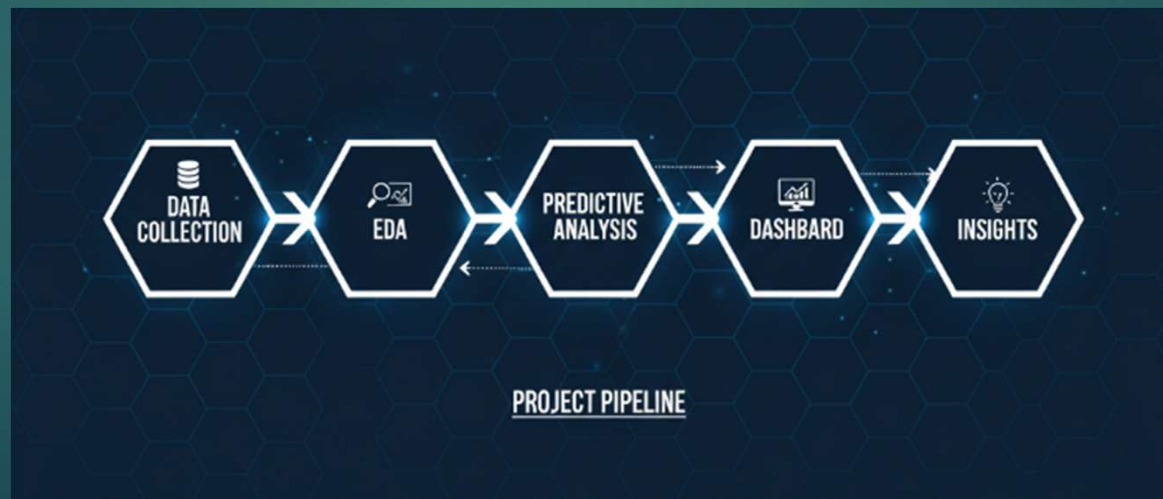 DATA
COLLECTION
EDA
PREDICTIVE
ANALYSIS
DASHBARD
INSIGHTS
PROJECT PIPELINE